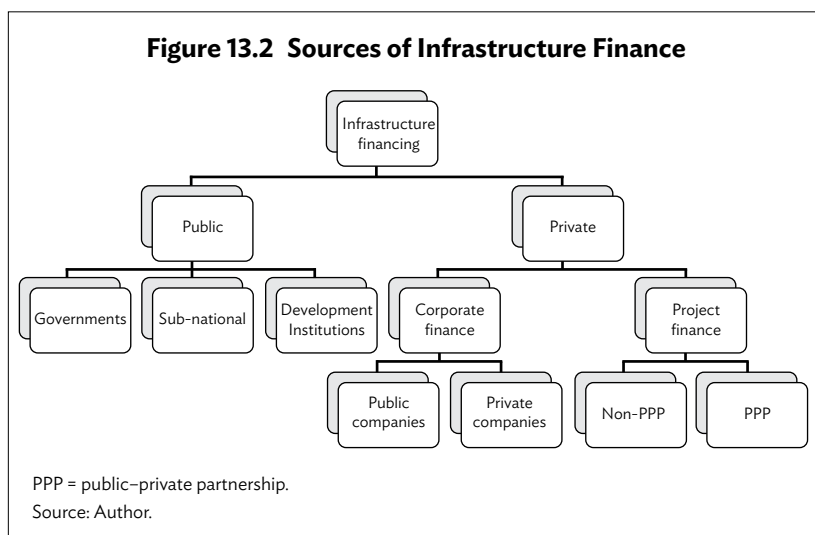 Figure 13.2 Sources of Infrastructure Finance
Infrastructure
financing
Public
Private
Governments
Sub-national
Development
Institutions
Corporate
finance
Project
finance
Public
companies
Private
companies
Non-PPP
PPP
PPP = public–private partnership.
Source: Author.